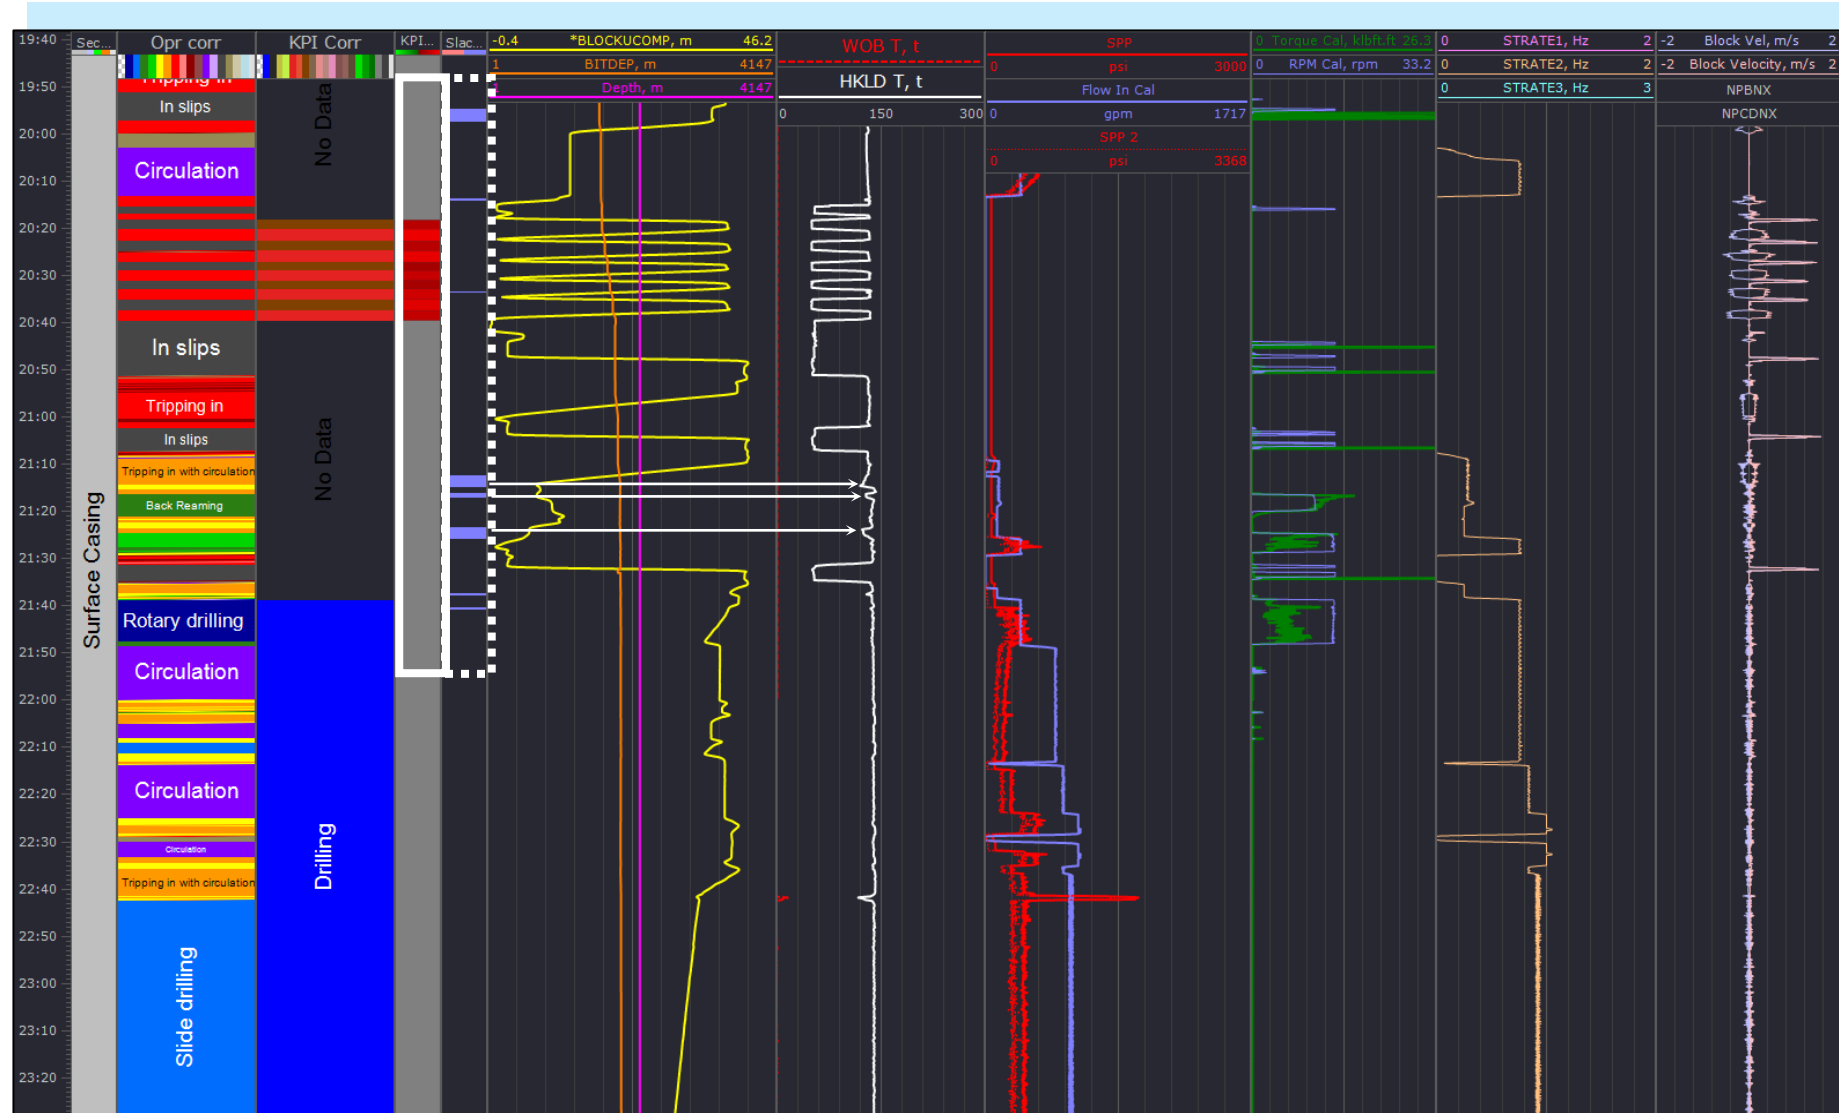 Sec...
Opr corr
KPI Corr
KPI...
Slac...
-0.4 *BLOCKUCOMP, m 46.2
1 BITDEP, m 4147
1 Depth, m 4147
WOB T, t
HKLD T, t
0 150 300
SPP
0 psi 3000
Flow In Cal
0 gpm 1717
SPP 2
0 psi 3368
0 Torque Cal, klbft.ft 26.3
0 RPM Cal, rpm 33.2
0 STRATE1, Hz 2
0 STRATE2, Hz 2
0 STRATE3, Hz 3
-2 Block Vel, m/s 2
-2 Block Velocity, m/s 2
NPBNX
NPCDNX
19:40
19:50
20:00
20:10
20:20
20:30
20:40
20:50
21:00
21:10
21:20
21:30
21:40
21:50
22:00
22:10
22:20
22:30
22:40
22:50
23:00
23:10
23:20
Surface Casing
Tripping in
In slips
Circulation
In slips
Tripping in
In slips
Tripping in with circulation
Back Reaming
Rotary drilling
Circulation
Circulation
Circulation
Tripping in with circulation
Slide drilling
No Data
No Data
Drilling